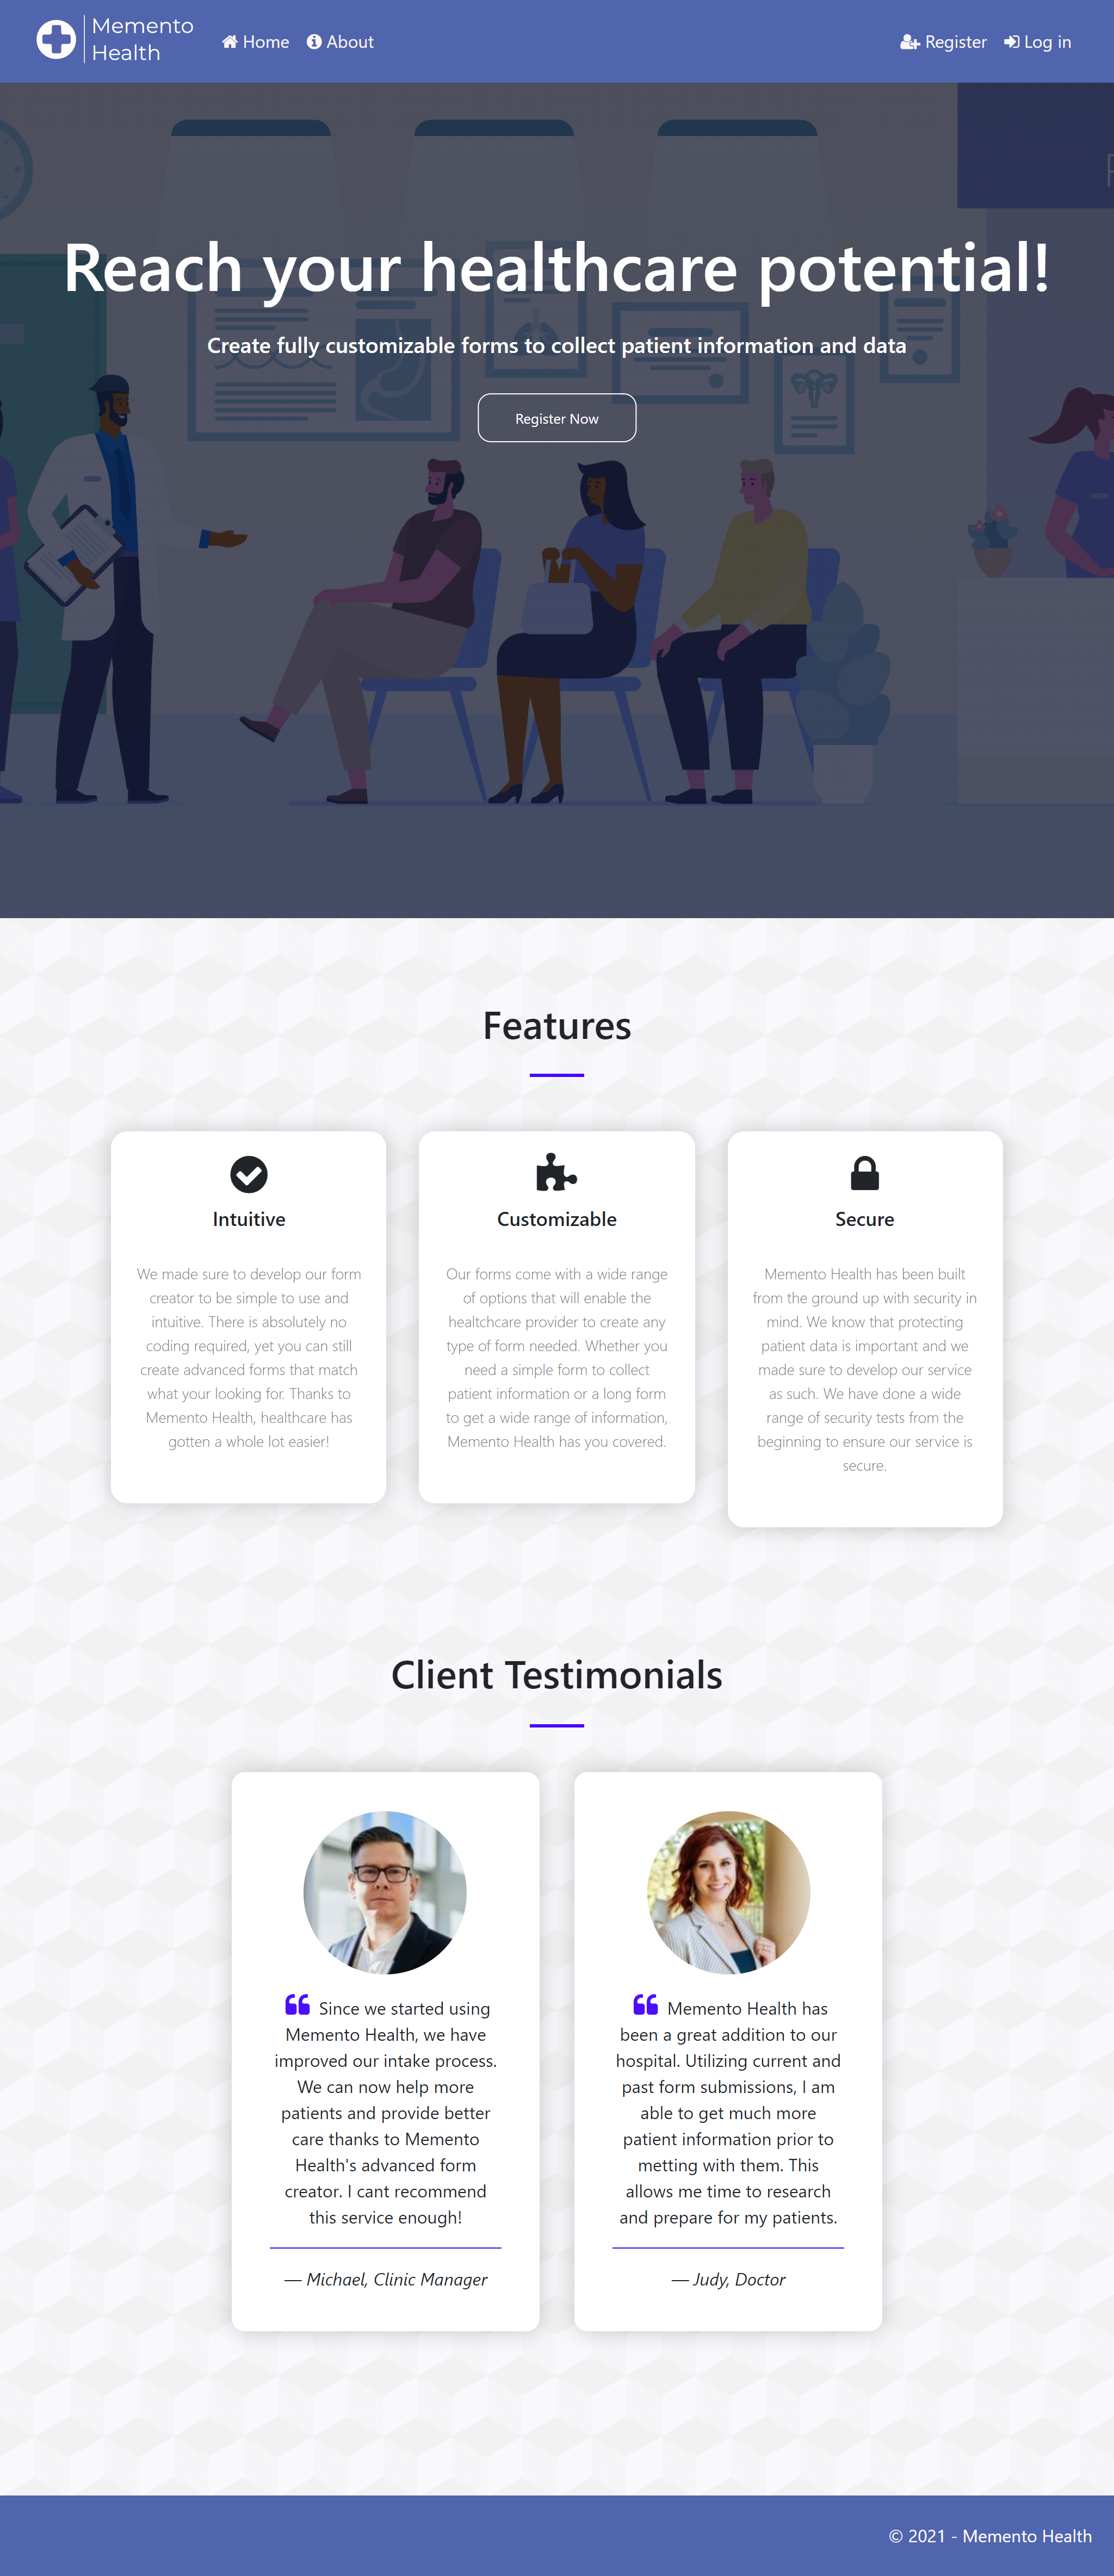 Memento
Health
Home
About
Register
Log in
Reach your healthcare potential!
Create fully customizable forms to collect patient information and data
Register Now
Features
Intuitive
We made sure to develop our form
creator to be simple to use and
intuitive. There is absolutely no
coding required, yet you can still
create advanced forms that match
what your looking for. Thanks to
Memento Health, healthcare has
gotten a whole lot easier!
Customizable
Our forms come with a wide range
of options that will enable the
healtchcare provider to create any
type of form needed. Whether you
need a simple form to collect
patient information or a long form
to get a wide range of information,
Memento Health has you covered.
Secure
Memento Health has been built
from the ground up with security in
mind. We know that protecting
patient data is important and we
made sure to develop our service
as such. We have done a wide
range of security tests from the
beginning to ensure our service is
secure.
Client Testimonials
Since we started using
Memento Health, we have
improved our intake process.
We can now help more
patients and provide better
care thanks to Memento
Health's advanced form
creator. I cant recommend
this service enough!
— Michael, Clinic Manager
Memento Health has
been a great addition to our
hospital. Utilizing current and
past form submissions, I am
able to get much more
patient information prior to
metting with them. This
allows me time to research
and prepare for my patients.
— Judy, Doctor
© 2021 - Memento Health